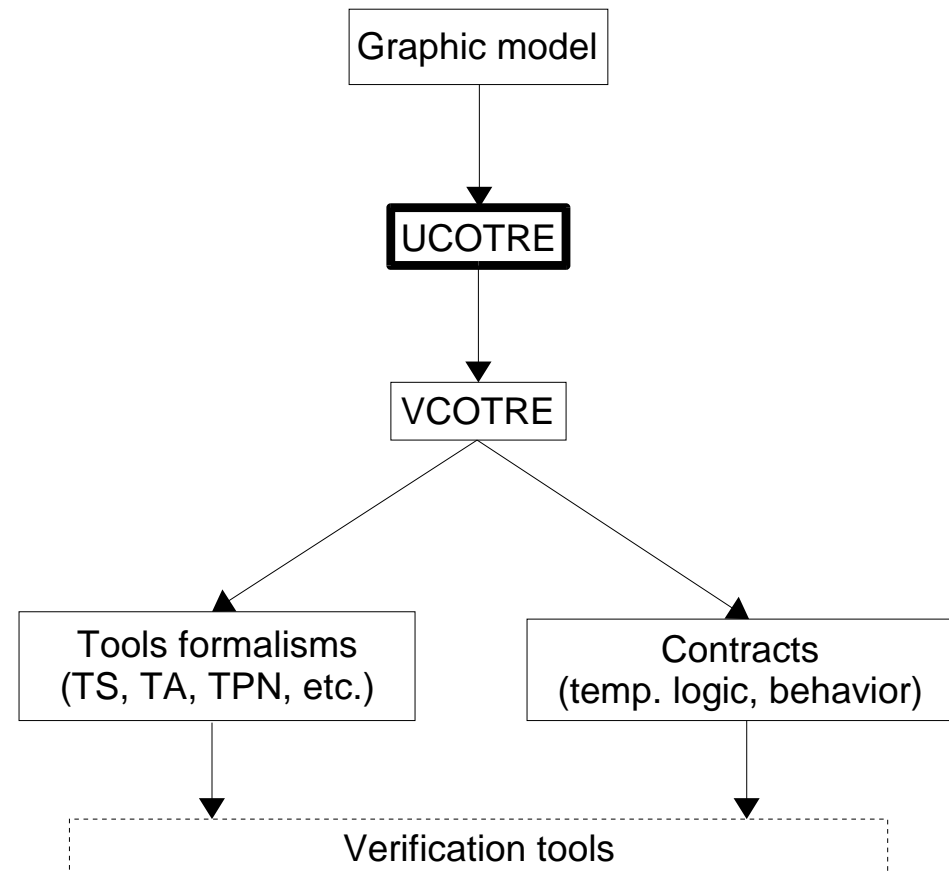 Graphic model
UCOTRE
VCOTRE
Tools formalisms
(TS, TA, TPN, etc.)
Contracts
(temp. logic, behavior)
Verification tools